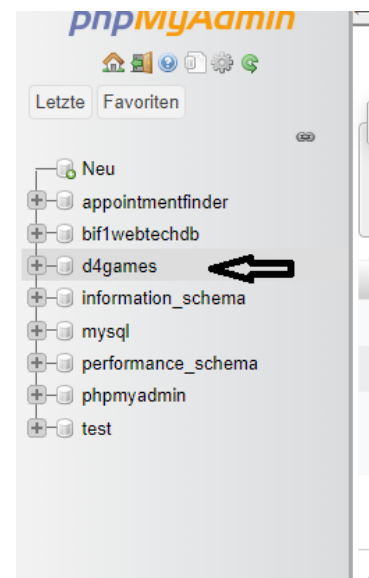 phpMyAdmin
Letzte Favoriten
Neu
appointmentfinder
bif1webtechdb
d4games
information_schema
mysql
performance_schema
phpmyadmin
test